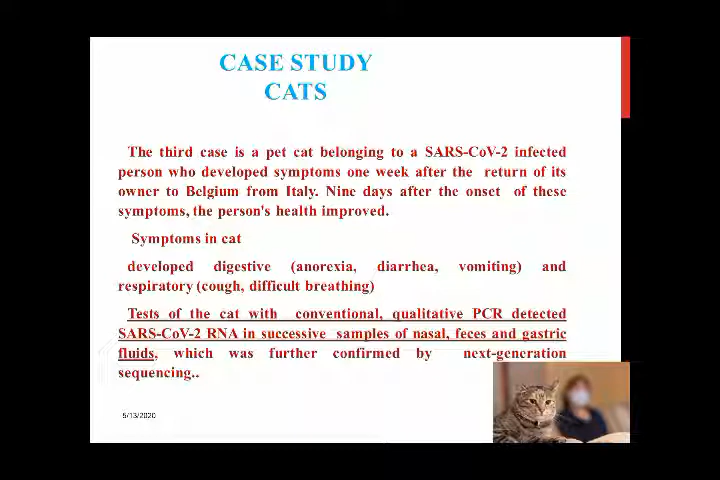 CASE STUDY
CATS
The third case is a pet cat belonging to a SARS-CoV-2 infected
person who developed symptoms one week after the return of its
owner to Belgium from Italy. Nine days after the onset of these
symptoms, the person's health improved.
Symptoms in cat
developed digestive (anorexia, diarrhea, vomiting) and
respiratory (cough, difficult breathing)
Tests of the cat with conventional, qualitative PCR detected
SARS-CoV-2 RNA in successive samples of nasal, feces and gastric
fluids, which was further confirmed by next-generation
sequencing..
5/13/2020